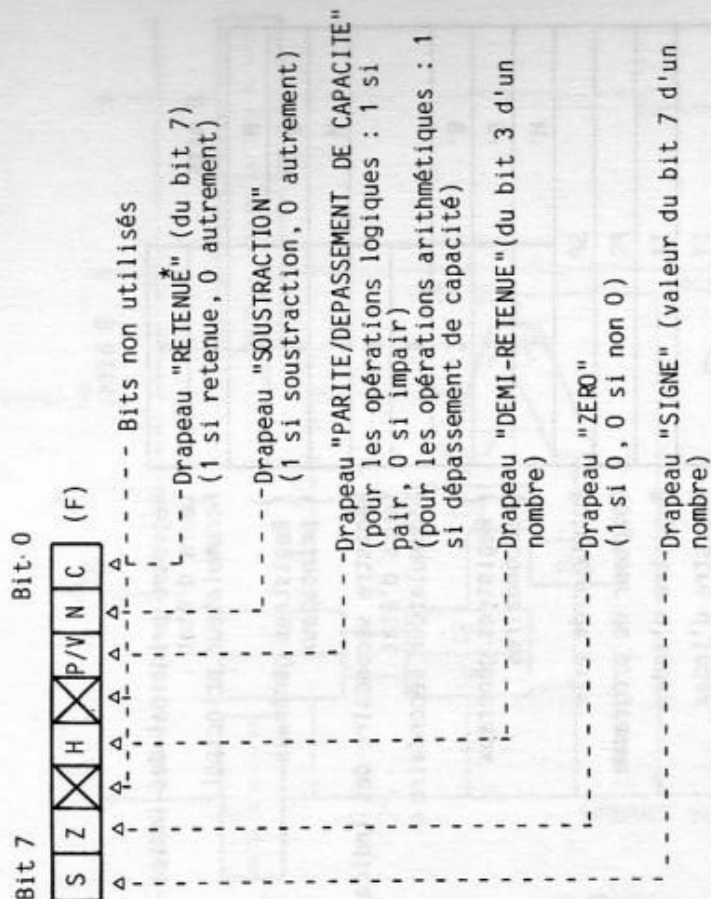 Bit 7 Bit 0
S Z H P/V N C (F)
Bits non utilisés
Drapeau "RETENUE*" (du bit 7)
(1 si retenue, 0 autrement)
Drapeau "SOUSTRACTION"
(1 si soustraction, 0 autrement)
Drapeau "PARITE/DEPASSEMENT DE CAPACITE"
(pour les opérations logiques : 1 si
pair, 0 si impair)
(pour les opérations arithmétiques : 1
si dépassement de capacité)
Drapeau "DEMI-RETENUE"(du bit 3 d'un
nombre)
Drapeau "ZERO"
(1 si 0, 0 si non 0)
Drapeau "SIGNE" (valeur du bit 7 d'un
nombre)